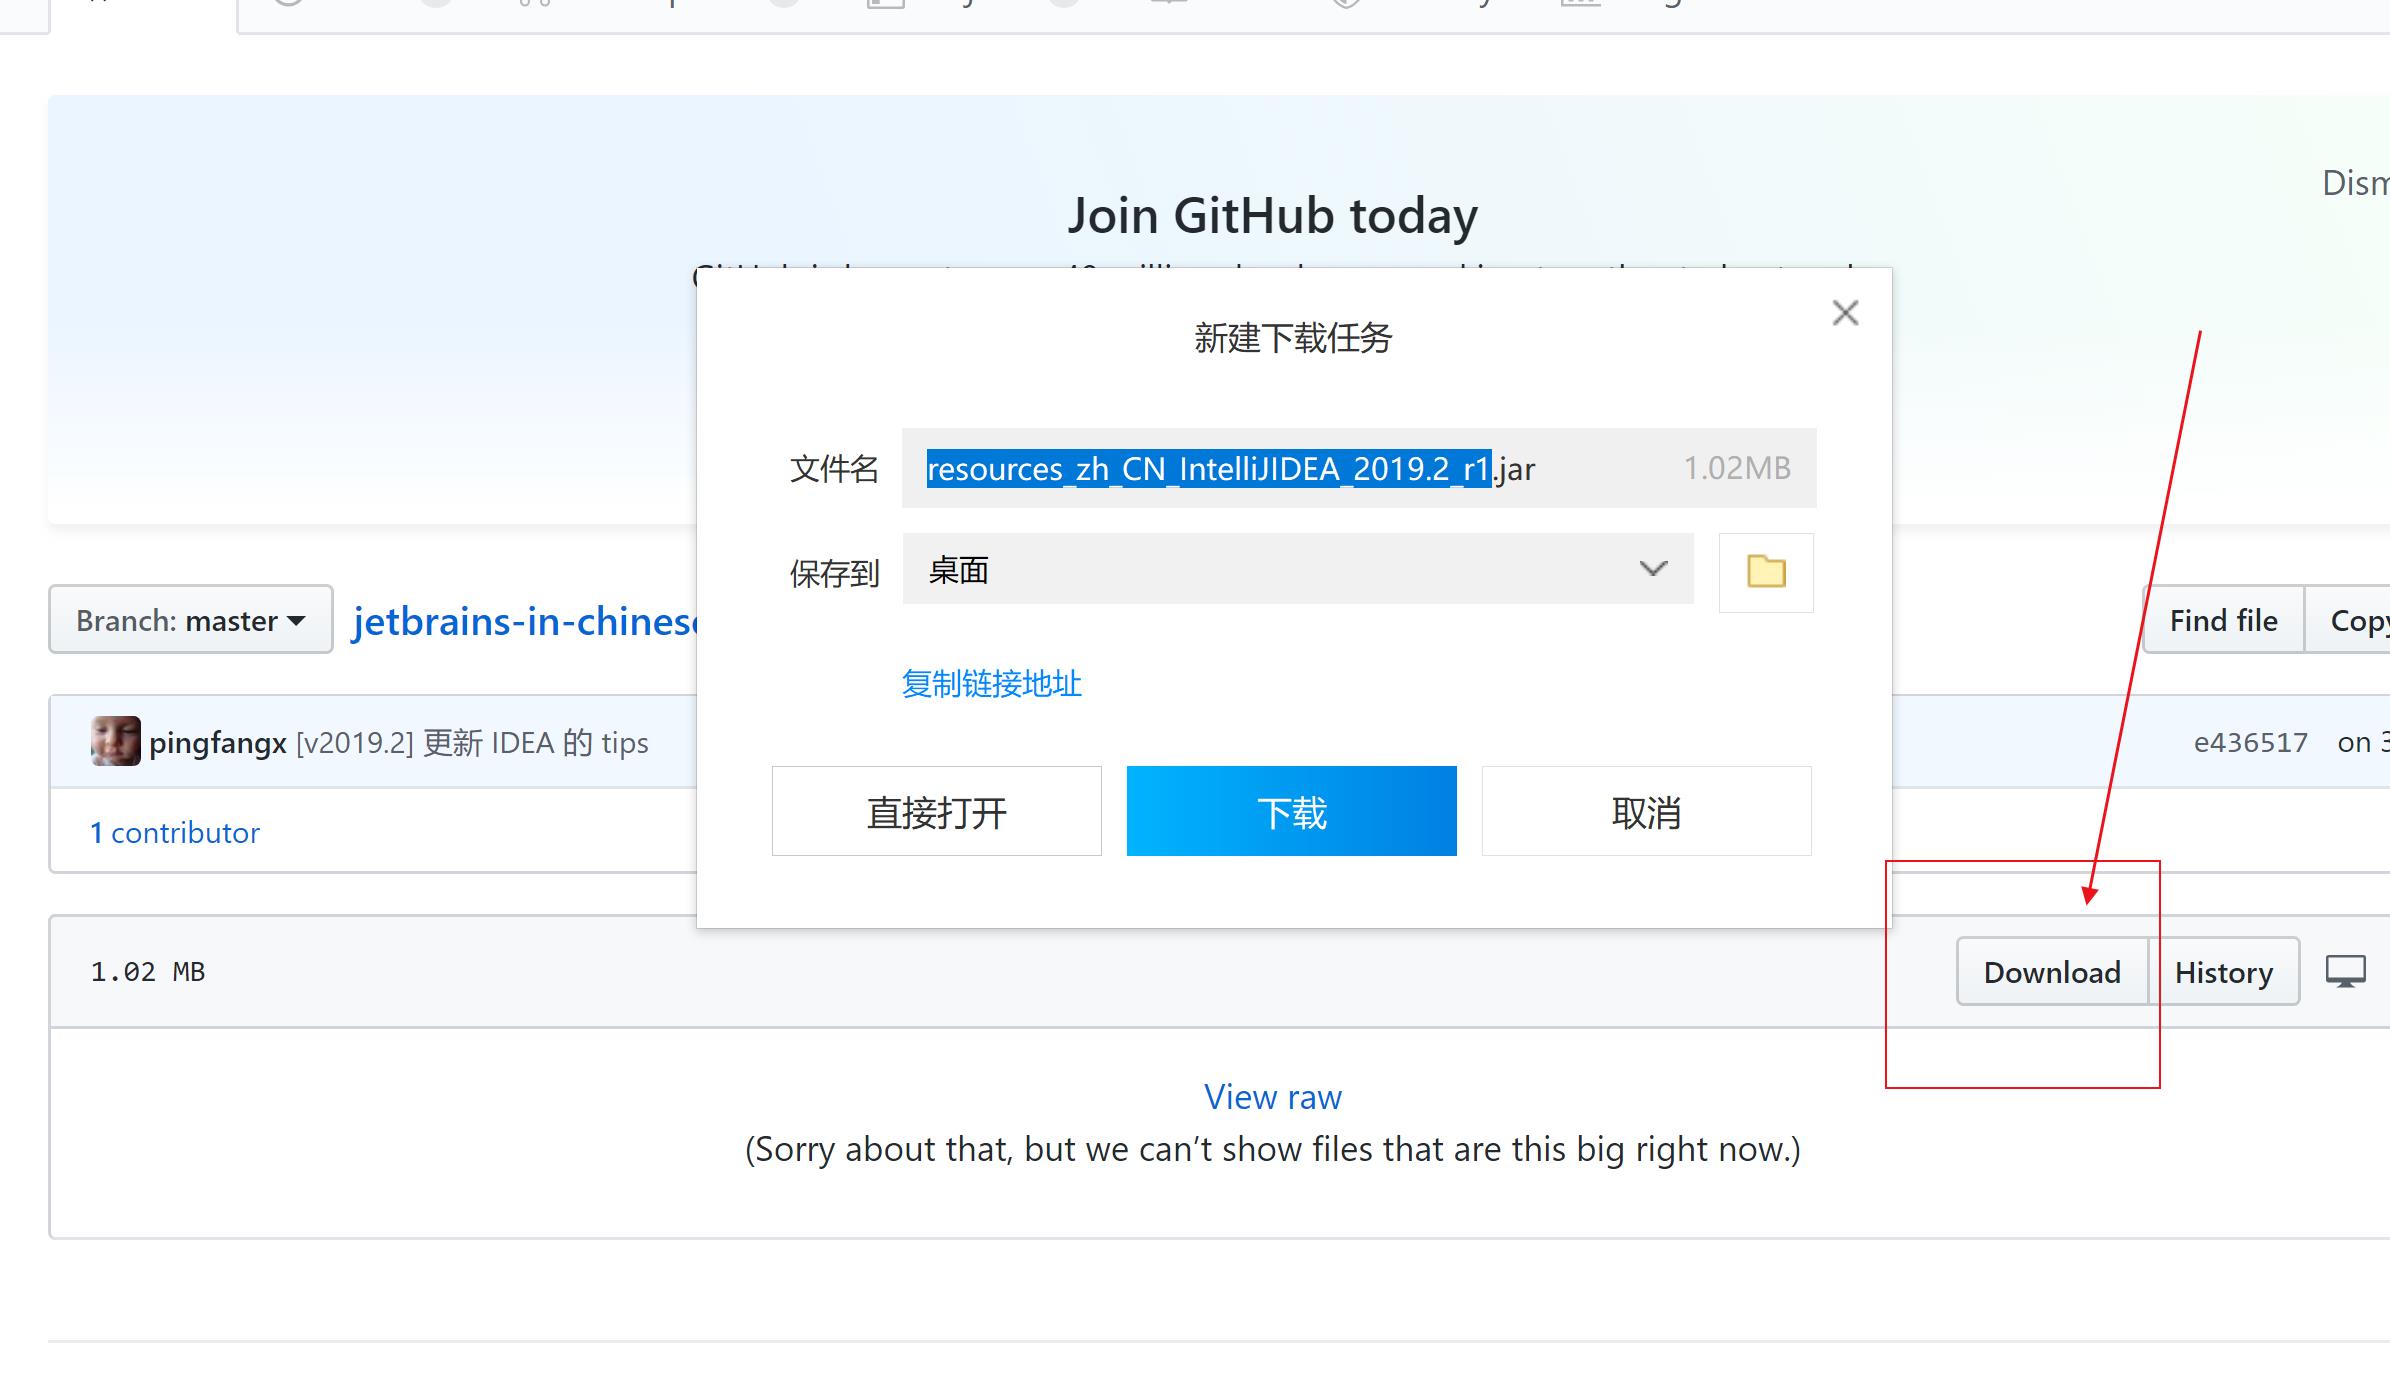 Dism
Join GitHub today
新建下载任务
文件名 resources_zh_CN_IntelliJIDEA_2019.2_r1.jar 1.02MB
保存到 桌面
复制链接地址
直接打开 下载 取消
Branch: master jetbrains-in-chines
Find file Copy
pingfangx [v2019.2] 更新 IDEA 的 tips
e436517 on 3
1 contributor
1.02 MB
Download History
View raw
(Sorry about that, but we can’t show files that are this big right now.)